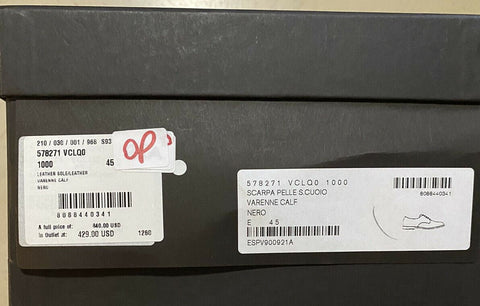 210 / 030 / 001 / 966 S93
578271 VCLQ0
1000 45
OP
LEATHER SOLE/LEATHER
VARENNE CALF
NERO
8088440341
A full price of: 860.00 USD
In Outlet at: 429.00 USD 1260
578271 VCLQ0 1000
SCARPA PELLE S.CUOIO
VARENNE CALF
NERO
E 45
ESPV900921A
8088440341